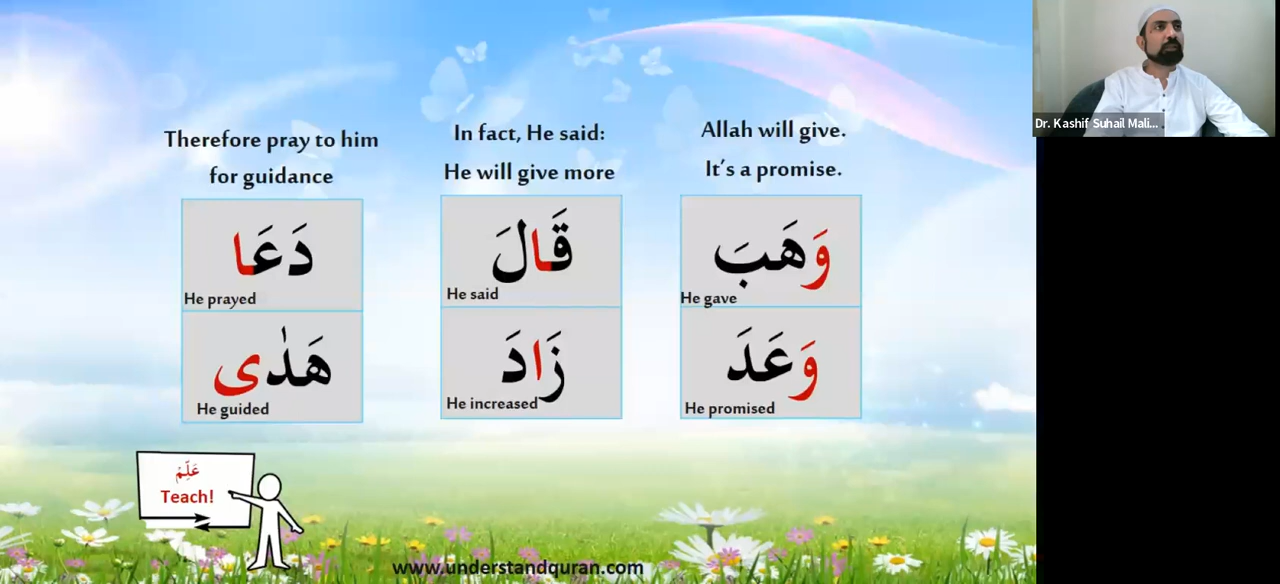 Therefore pray to him
for guidance
دَعَا
He prayed
هَدٰى
He guided
In fact, He said:
He will give more
قَالَ
He said
زَادَ
He increased
Allah will give.
It's a promise.
وَهَبَ
He gave
وَعَدَ
He promised
عَلِّمْ
Teach!
www.understandquran.com
Dr. Kashif Suhail Mali...